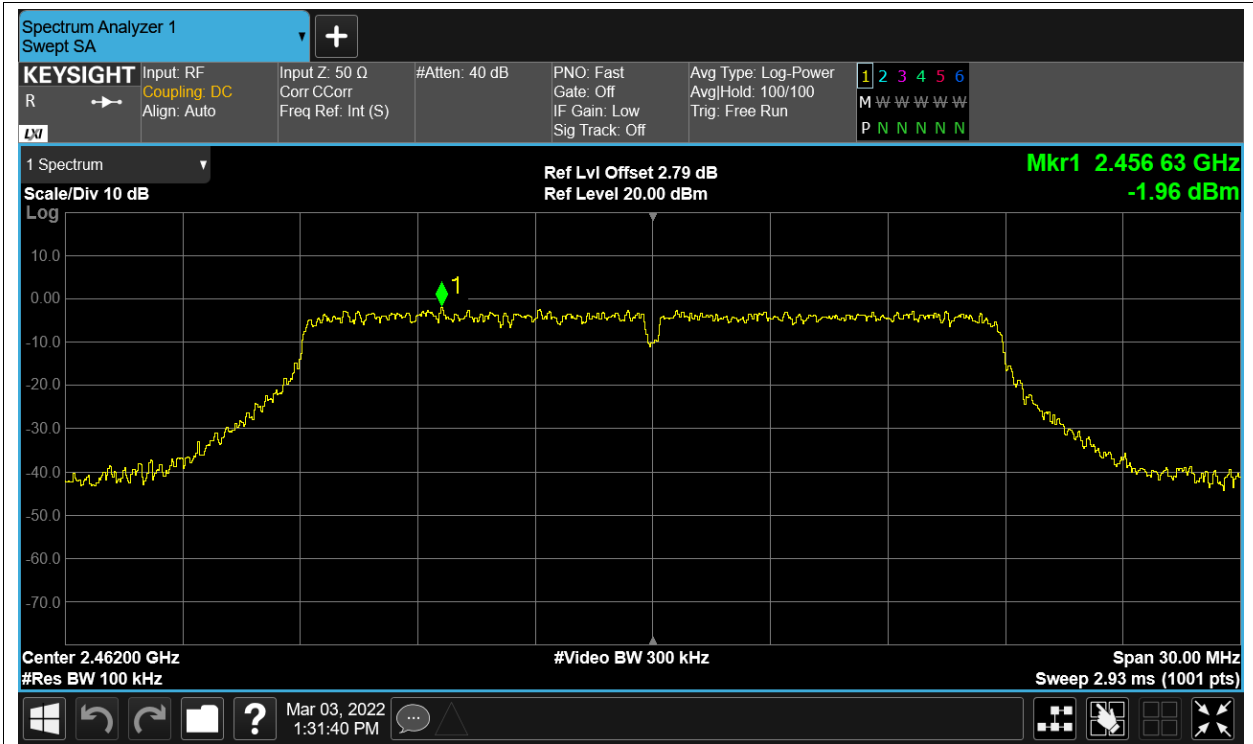 Spectrum Analyzer 1
Swept SA
+
KEYSIGHT
R
LXI
Input: RF
Coupling: DC
Align: Auto
Input Z: 50 Ω
Corr CCorr
Freq Ref: Int (S)
#Atten: 40 dB
PNO: Fast
Gate: Off
IF Gain: Low
Sig Track: Off
Avg Type: Log-Power
Avg|Hold: 100/100
Trig: Free Run
1 2 3 4 5 6
M W W W W W
P N N N N N
1 Spectrum
Scale/Div 10 dB
Log
Ref Lvl Offset 2.79 dB
Ref Level 20.00 dBm
Mkr1 2.456 63 GHz
-1.96 dBm
1
10.0
0.00
-10.0
-20.0
-30.0
-40.0
-50.0
-60.0
-70.0
Center 2.46200 GHz
#Res BW 100 kHz
#Video BW 300 kHz
Span 30.00 MHz
Sweep 2.93 ms (1001 pts)
?
Mar 03, 2022
1:31:40 PM